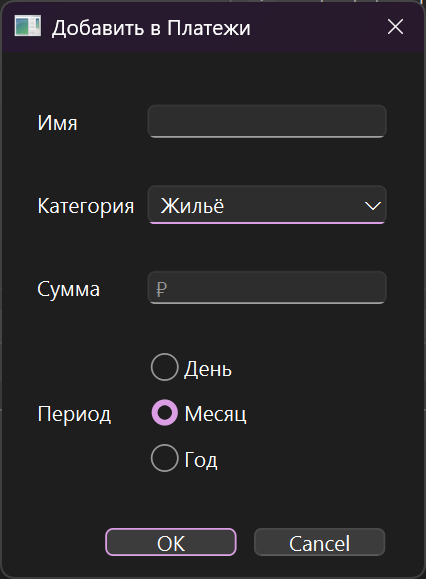 Добавить в Платежи
Имя
Категория Жильё
Сумма ₽
День
Период Месяц
Год
OK Cancel